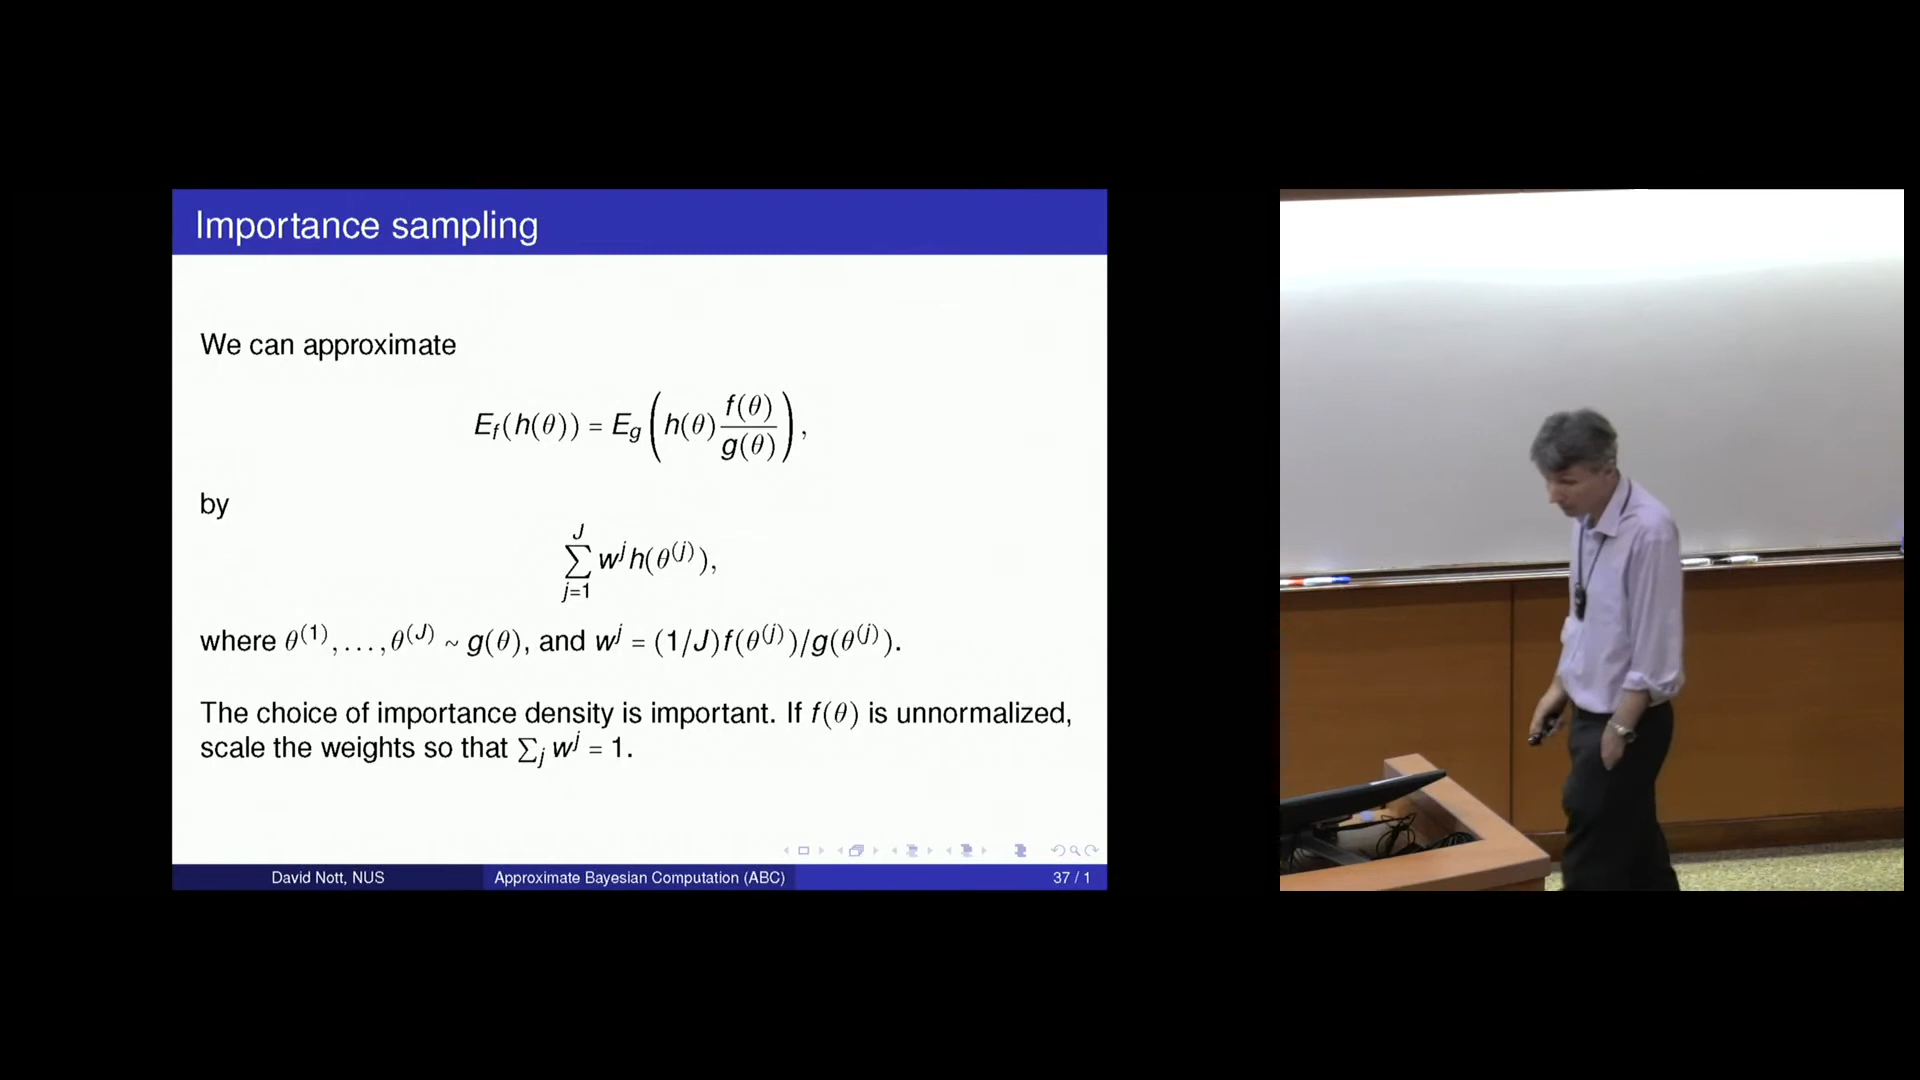 Importance sampling
We can approximate
E_f(h(θ)) = E_g(h(θ) f(θ)/g(θ)),
by
∑_{j=1}^{J} w^j h(θ^{(j)}),
where θ^{(1)}, . . . , θ^{(J)} ~ g(θ), and w^j = (1/J)f(θ^{(j)})/g(θ^{(j)}).
The choice of importance density is important. If f(θ) is unnormalized,
scale the weights so that ∑_j w^j = 1.
David Nott, NUS Approximate Bayesian Computation (ABC) 37 / 1